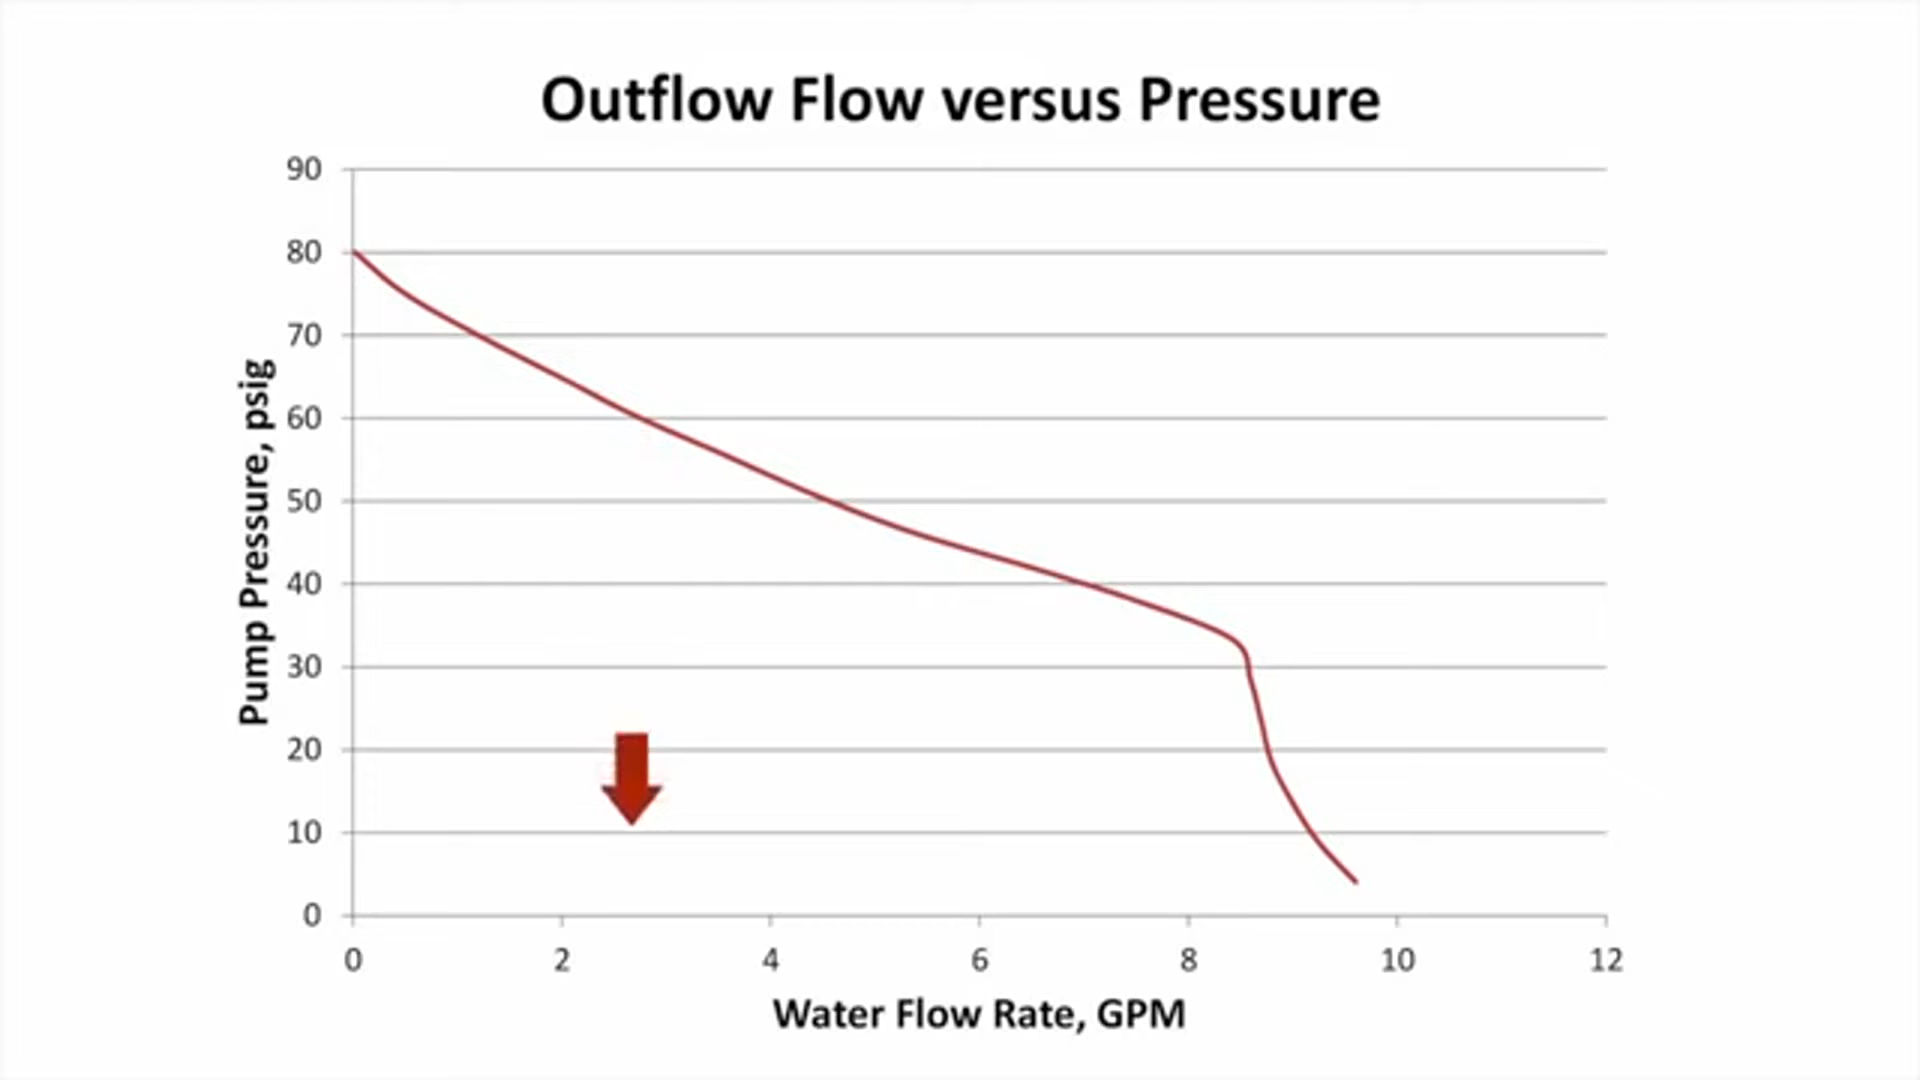 Outflow Flow versus Pressure
90
80
70
60
50
40
30
20
10
0
Pump Pressure, psig
0 2 4 6 8 10 12
Water Flow Rate, GPM